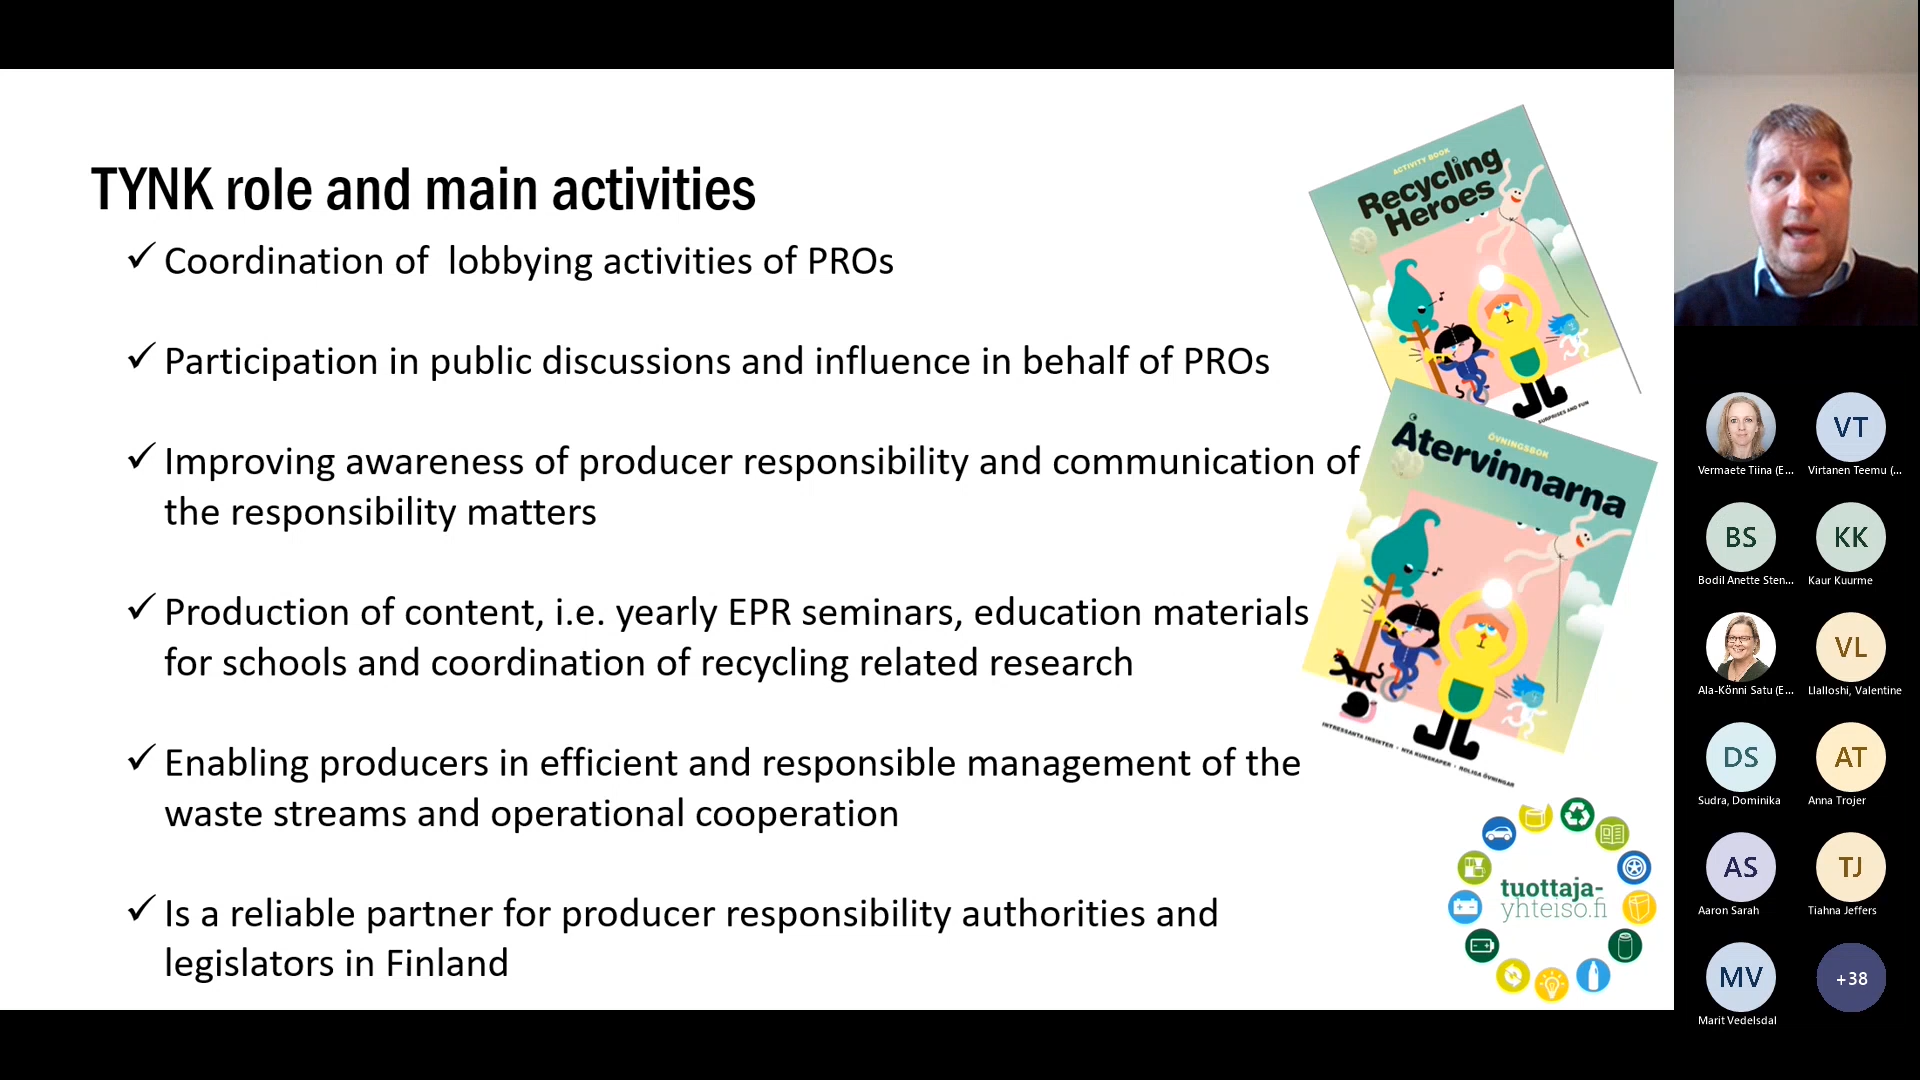 TYNK role and main activities
✓ Coordination of  lobbying activities of PROs
✓ Participation in public discussions and influence in behalf of PROs
✓ Improving awareness of producer responsibility and communication of
the responsibility matters
✓ Production of content, i.e. yearly EPR seminars, education materials
for schools and coordination of recycling related research
✓ Enabling producers in efficient and responsible management of the
waste streams and operational cooperation
✓ Is a reliable partner for producer responsibility authorities and
legislators in Finland
ACTIVITY BOOK
Recycling
Heroes
SURPRISES AND FUN
ÖVNINGSBOK
Återvinnarna
INTRESSANTA INSIKTER • NYA KUNSKAPER • ROLIGA ÖVNINGAR
tuottaja-
yhteiso.fi
Vermaete Tiina (E...
VT
Virtanen Teemu (...
BS
Bodil Anette Sten...
KK
Kaur Kuurme
Ala-Könni Satu (E...
VL
Llalloshi, Valentine
DS
Sudra, Dominika
AT
Anna Trojer
AS
Aaron Sarah
TJ
Tiahna Jeffers
MV
Marit Vedelsdal
+38